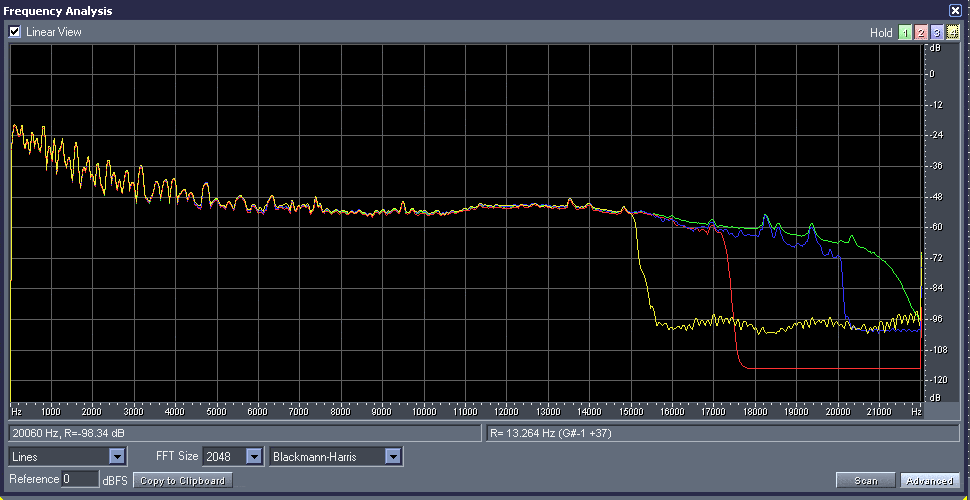 Frequency Analysis
Linear View
Hold 1 2 3 4
dB
0
-12
-24
-36
-48
-60
-72
-84
-96
-108
-120
dB
Hz 1000 2000 3000 4000 5000 6000 7000 8000 9000 10000 11000 12000 13000 14000 15000 16000 17000 18000 19000 20000 21000 Hz
20060 Hz, R=-98.34 dB
R= 13.264 Hz (G#-1 +37)
Lines FFT Size 2048 Blackmann-Harris
Reference 0 dBFS Copy to Clipboard Scan Advanced